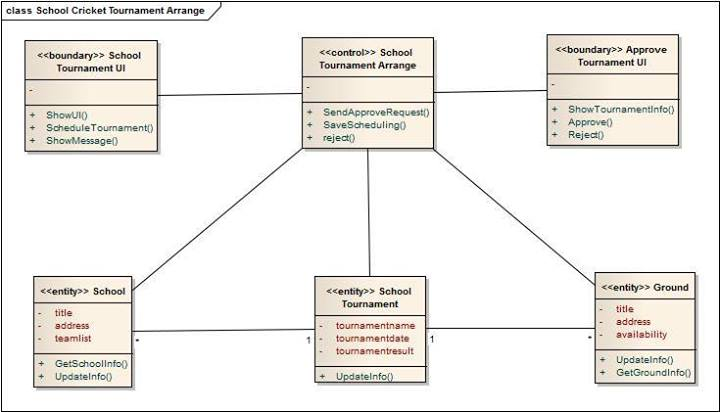 class School Cricket Tournament Arrange
<<boundary>> School
Tournament UI
-
+ ShowUI()
+ ScheduleTournament()
+ ShowMessage()
<<control>> School
Tournament Arrange
-
+ SendApproveRequest()
+ SaveScheduling()
+ reject()
<<boundary>> Approve
Tournament UI
-
+ ShowTournamentInfo()
+ Approve()
+ Reject()
<<entity>> School
- title
- address
- teamlist
+ GetSchoolInfo()
+ UpdateInfo()
*
1
<<entity>> School
Tournament
- tournamentname
- tournamentdate
- tournamentresult
+ UpdateInfo()
1
*
<<entity>> Ground
- title
- address
- availability
+ UpdateInfo()
+ GetGroundInfo()